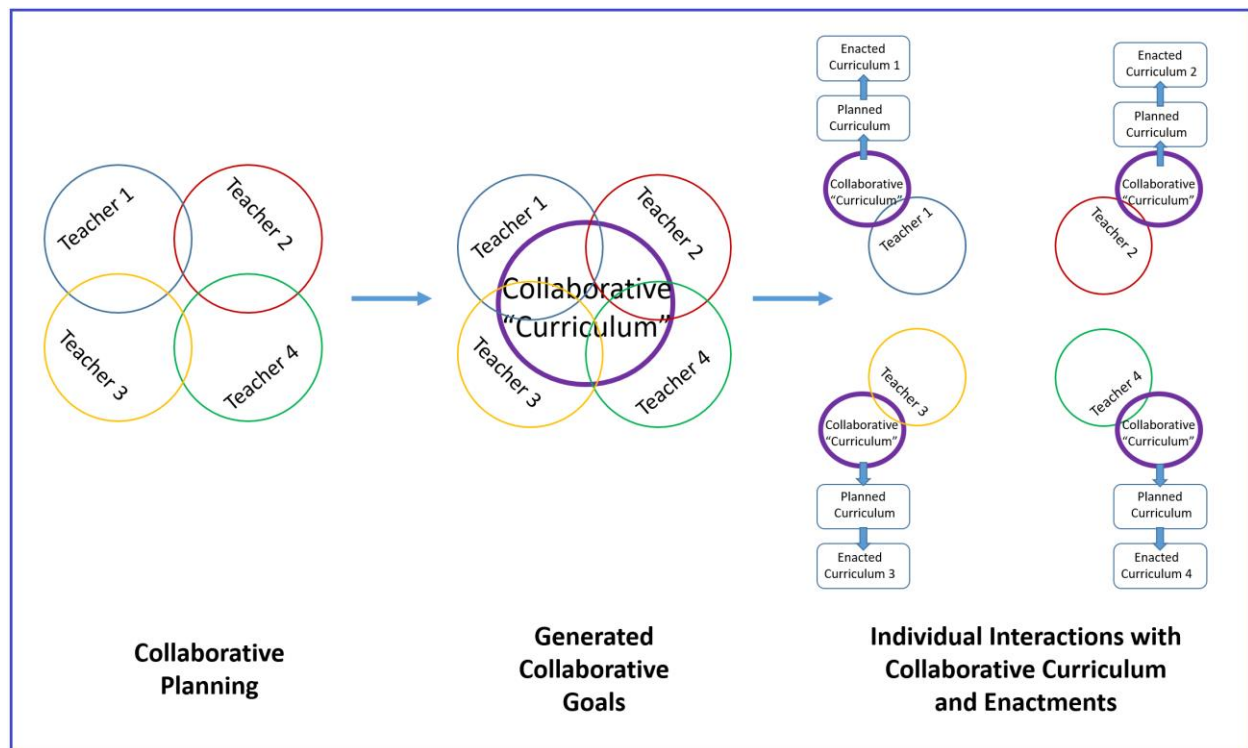 Teacher 1
Teacher 2
Teacher 3
Teacher 4
Collaborative
Planning
Teacher 1
Teacher 2
Collaborative
“Curriculum”
Teacher 3
Teacher 4
Generated
Collaborative
Goals
Enacted
Curriculum 1
Planned
Curriculum
Collaborative
“Curriculum”
Teacher 1
Enacted
Curriculum 2
Planned
Curriculum
Collaborative
“Curriculum”
Teacher 2
Teacher 3
Collaborative
“Curriculum”
Planned
Curriculum
Enacted
Curriculum 3
Teacher 4
Collaborative
“Curriculum”
Planned
Curriculum
Enacted
Curriculum 4
Individual Interactions with
Collaborative Curriculum
and Enactments